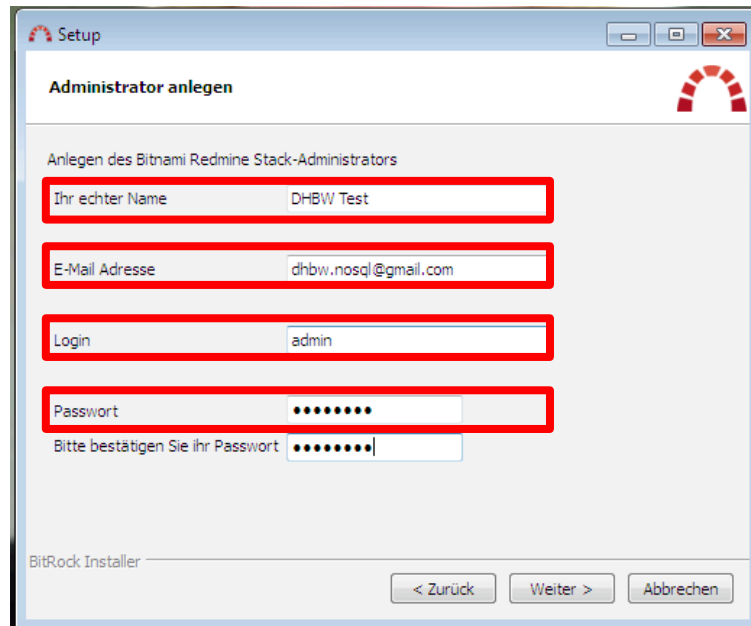 Setup
Administrator anlegen
Anlegen des Bitnami Redmine Stack-Administrators
Ihr echter Name DHBW Test
E-Mail Adresse dhbw.nosql@gmail.com
Login admin
Passwort ••••••••
Bitte bestätigen Sie ihr Passwort ••••••••
BitRock Installer
< Zurück Weiter > Abbrechen